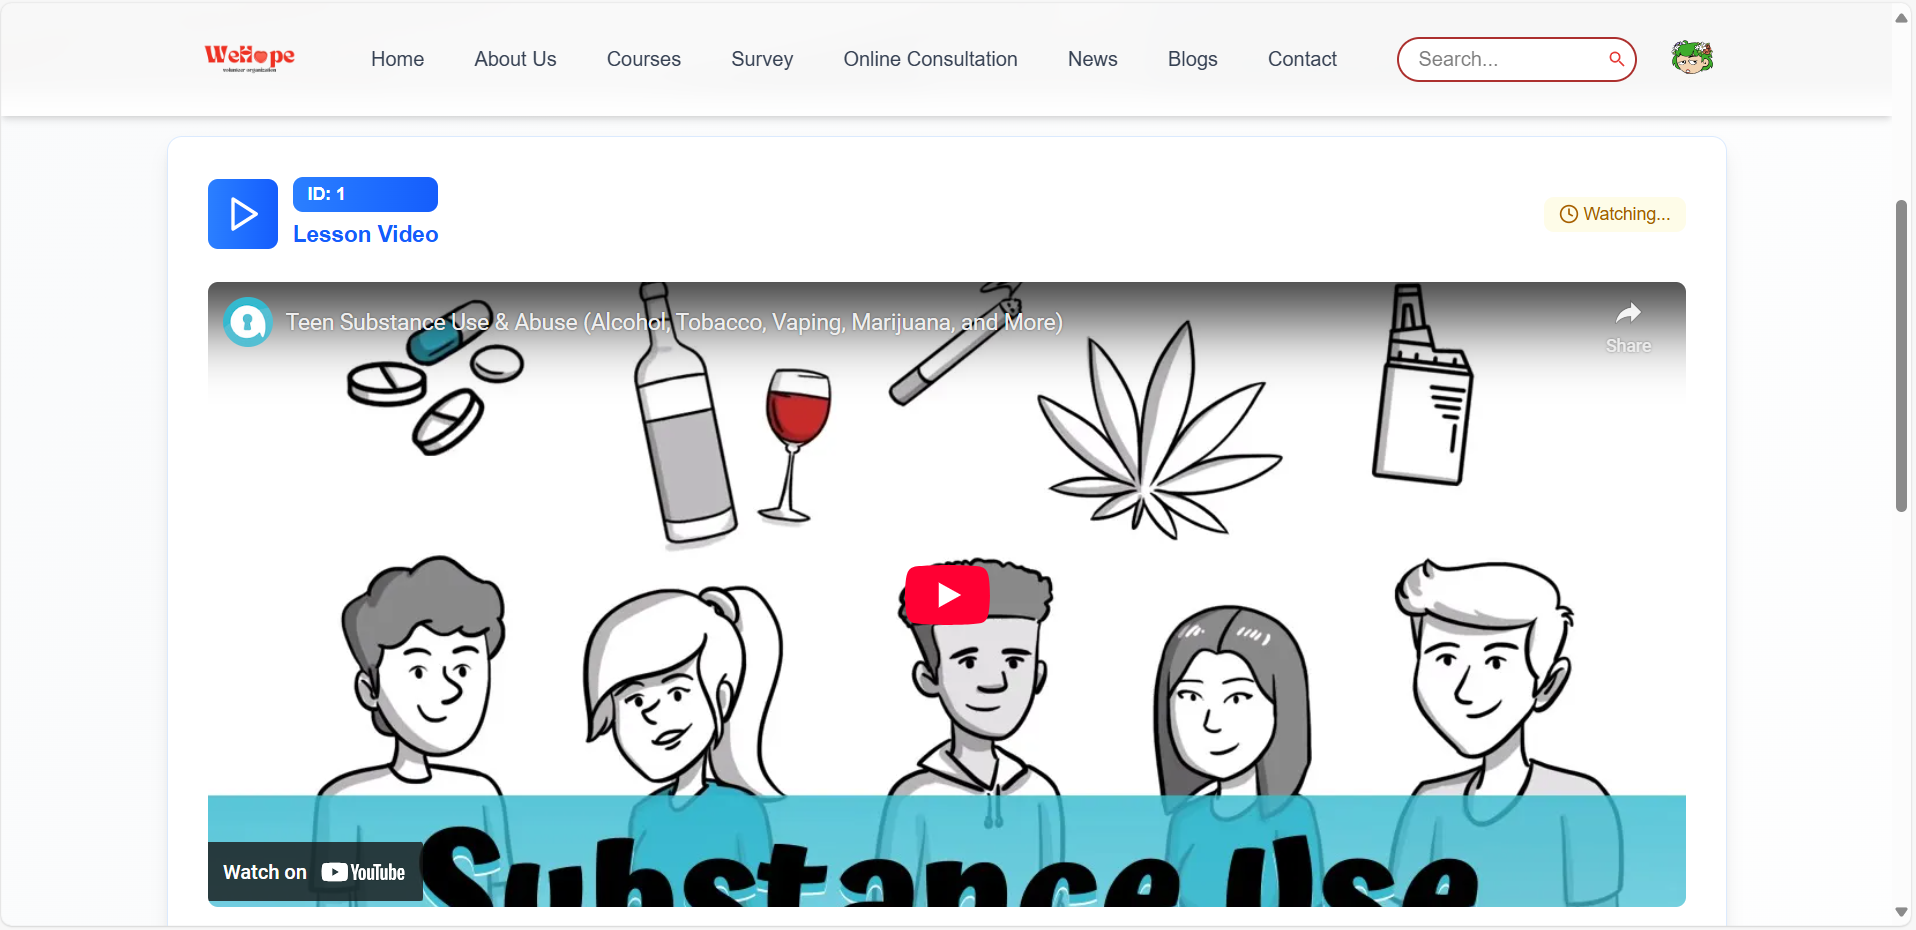 WeHope
volunteer organization
Home
About Us
Courses
Survey
Online Consultation
News
Blogs
Contact
Search...
ID: 1
Lesson Video
Watching...
Teen Substance Use & Abuse (Alcohol, Tobacco, Vaping, Marijuana, and More)
Share
Substance Use
Watch on YouTube